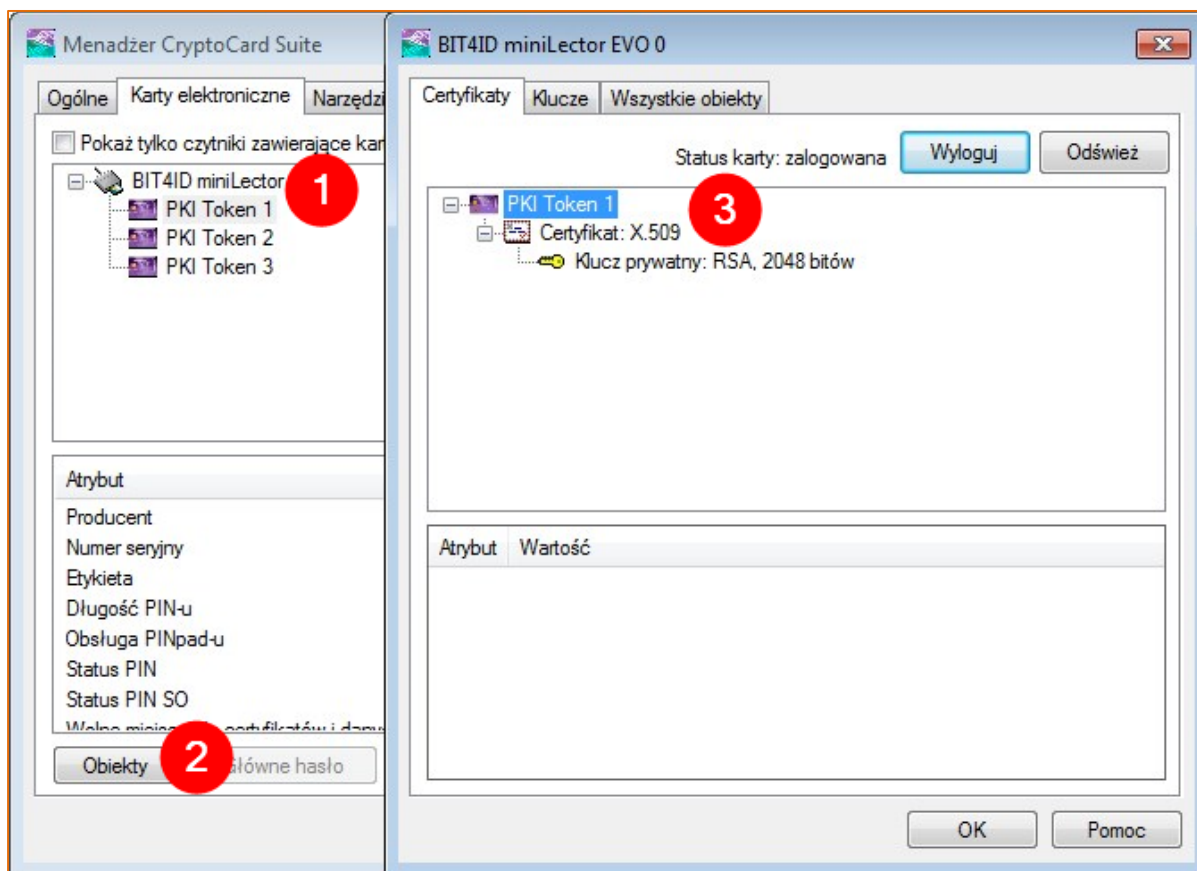 Menadżer CryptoCard Suite
Ogólne Karty elektroniczne Narzędzi
Pokaż tylko czytniki zawierające kar
BIT4ID miniLector
1
PKI Token 1
PKI Token 2
PKI Token 3
Atrybut
Producent
Numer seryjny
Etykieta
Długość PIN-u
Obsługa PINpad-u
Status PIN
Status PIN SO
certyfikatów i dany
Obiekty
2
Główne hasło
BIT4ID miniLector EVO 0
Certyfikaty Klucze Wszystkie obiekty
Status karty: zalogowana Wyloguj Odśwież
PKI Token 1
3
Certyfikat: X.509
Klucz prywatny: RSA, 2048 bitów
Atrybut Wartość
OK Pomoc